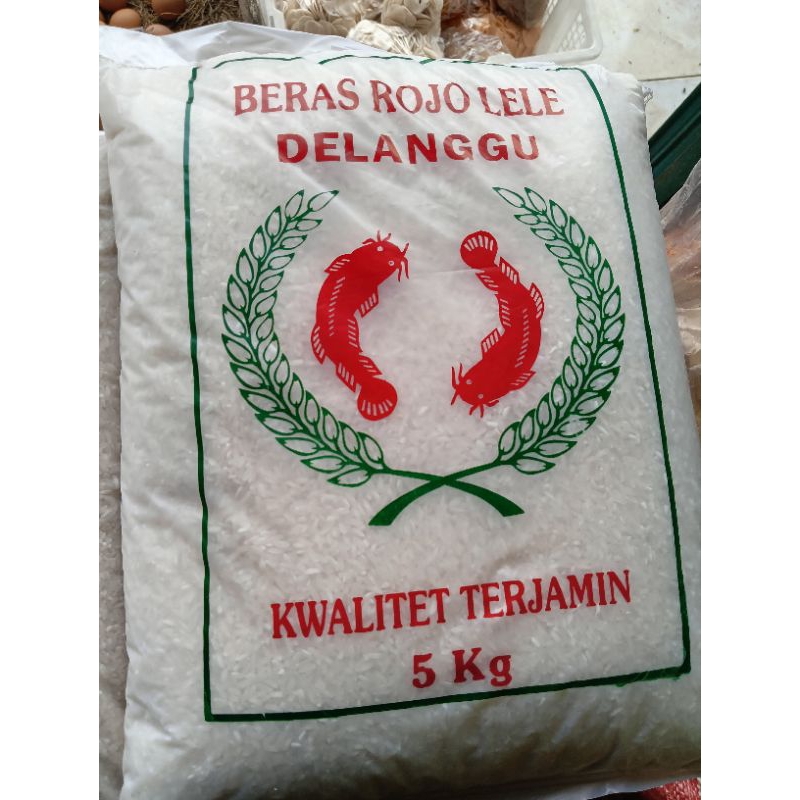 BERAS ROJO LELE
DELANGGU
KWALITET TERJAMIN
5 Kg